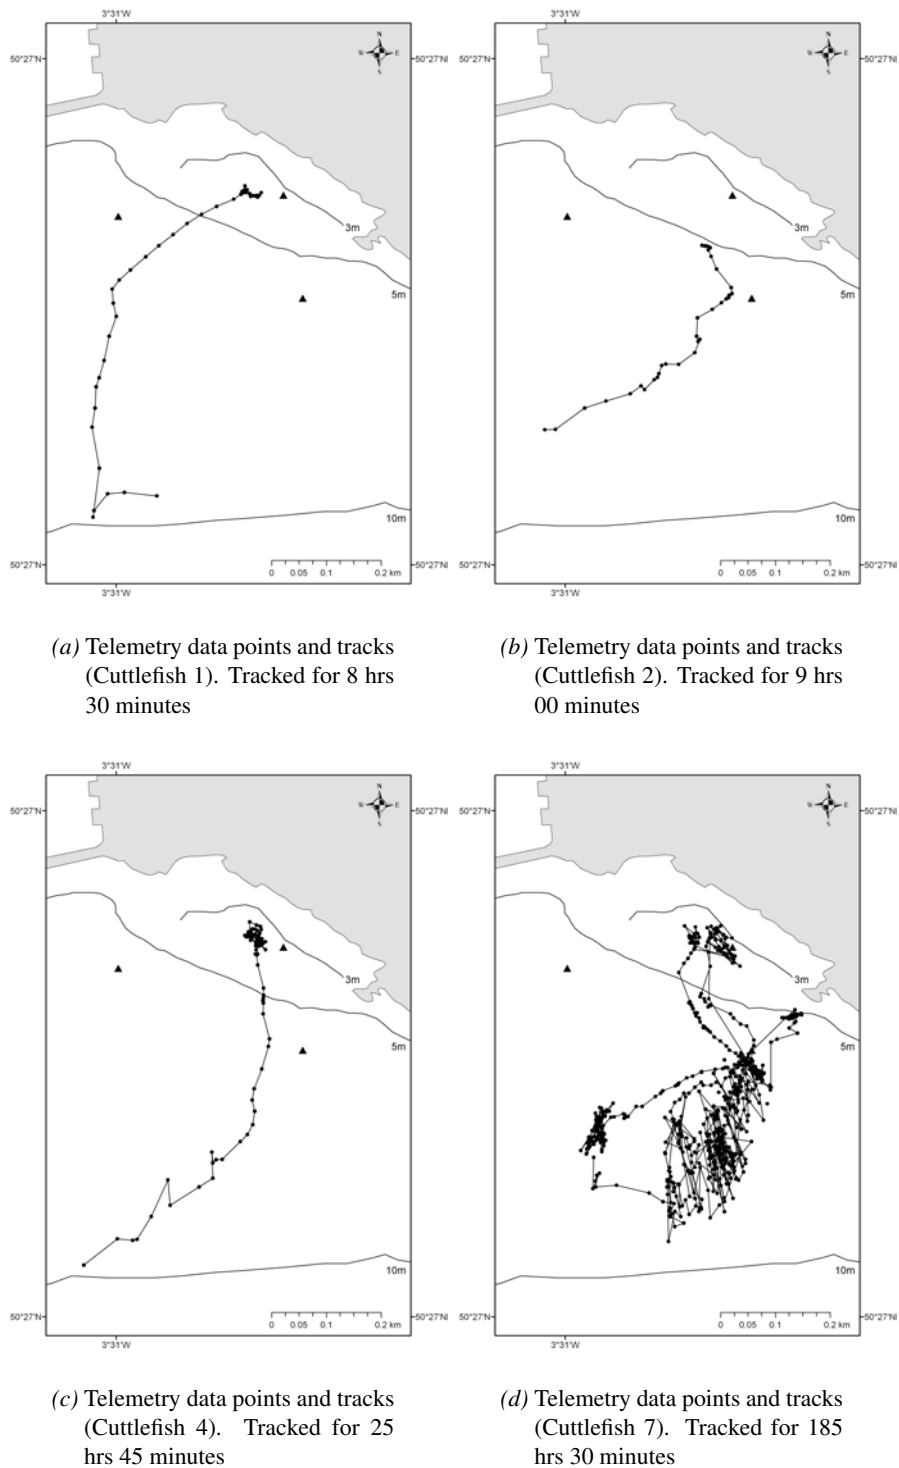 3°31'W
3°31'W
N
W E
S
N
W E
S
50°27'N
50°27'N
50°27'N
50°27'N
3m
3m
5m
5m
10m
10m
0 0.05 0.1 0.2 km
0 0.05 0.1 0.2 km
50°27'N
50°27'N
50°27'N
50°27'N
3°31'W
3°31'W
(a) Telemetry data points and tracks
(Cuttlefish 1). Tracked for 8 hrs
30 minutes
(b) Telemetry data points and tracks
(Cuttlefish 2). Tracked for 9 hrs
00 minutes
3°31'W
3°31'W
N
W E
S
N
W E
S
50°27'N
50°27'N
50°27'N
50°27'N
3m
3m
5m
5m
10m
10m
0 0.05 0.1 0.2 km
0 0.05 0.1 0.2 km
50°27'N
50°27'N
50°27'N
50°27'N
3°31'W
3°31'W
(c) Telemetry data points and tracks
(Cuttlefish 4). Tracked for 25
hrs 45 minutes
(d) Telemetry data points and tracks
(Cuttlefish 7). Tracked for 185
hrs 30 minutes